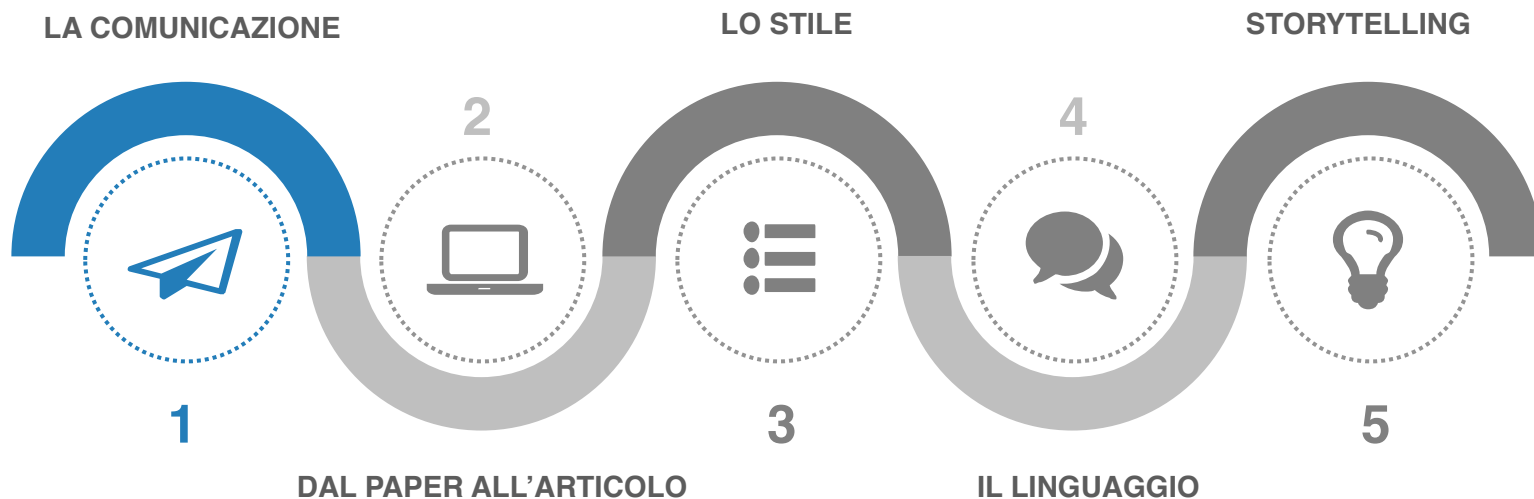 LA COMUNICAZIONE
LO STILE
STORYTELLING
2
4
1
3
5
DAL PAPER ALL’ARTICOLO
IL LINGUAGGIO